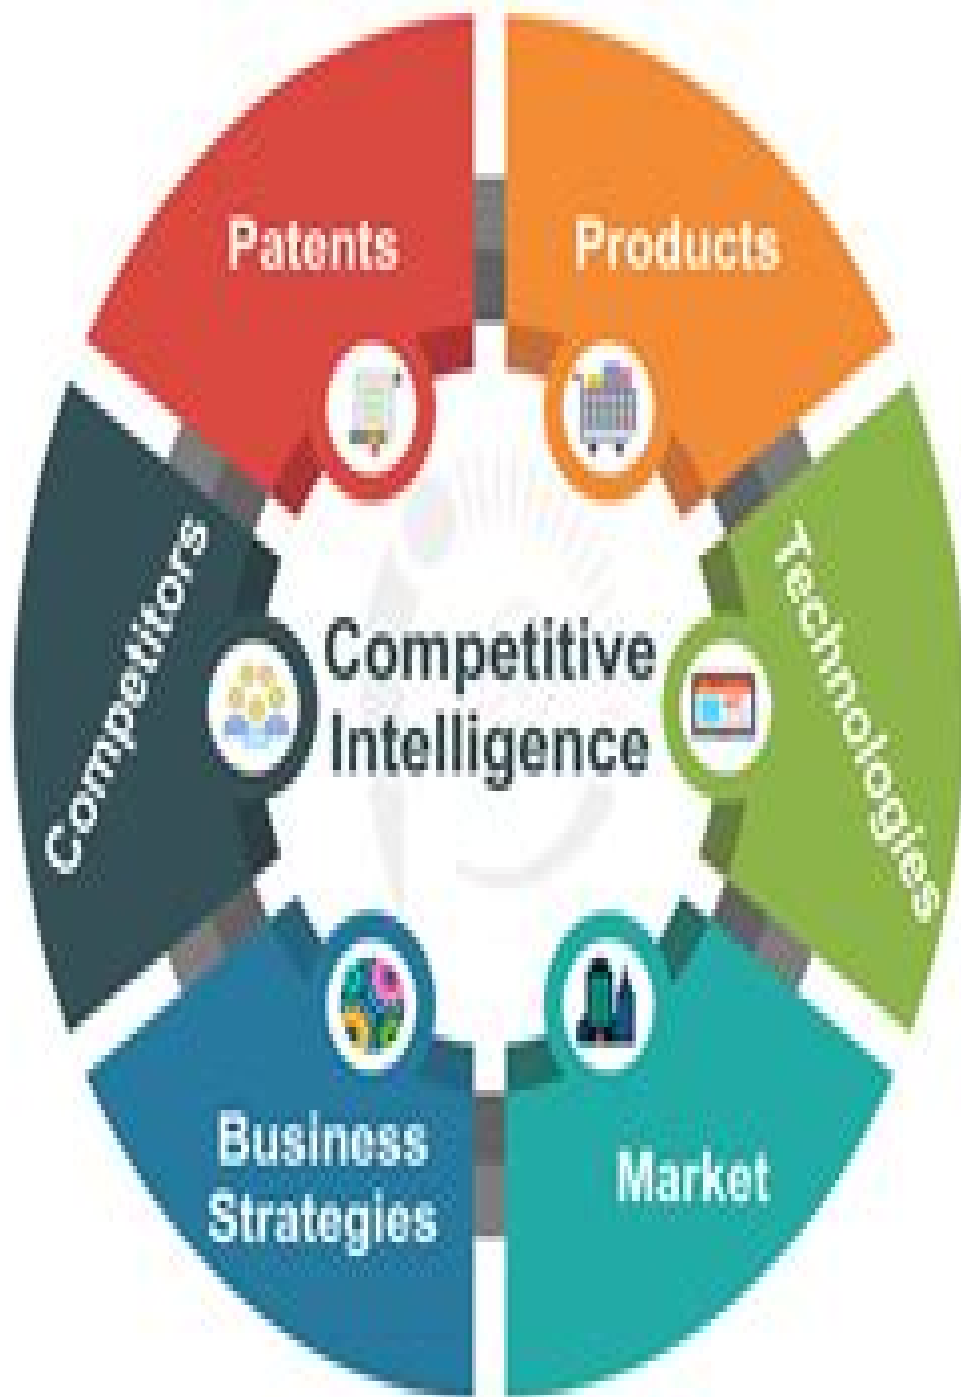 Patents
Products
Competitors
Competitive
Intelligence
Technologies
Business
Strategies
Market